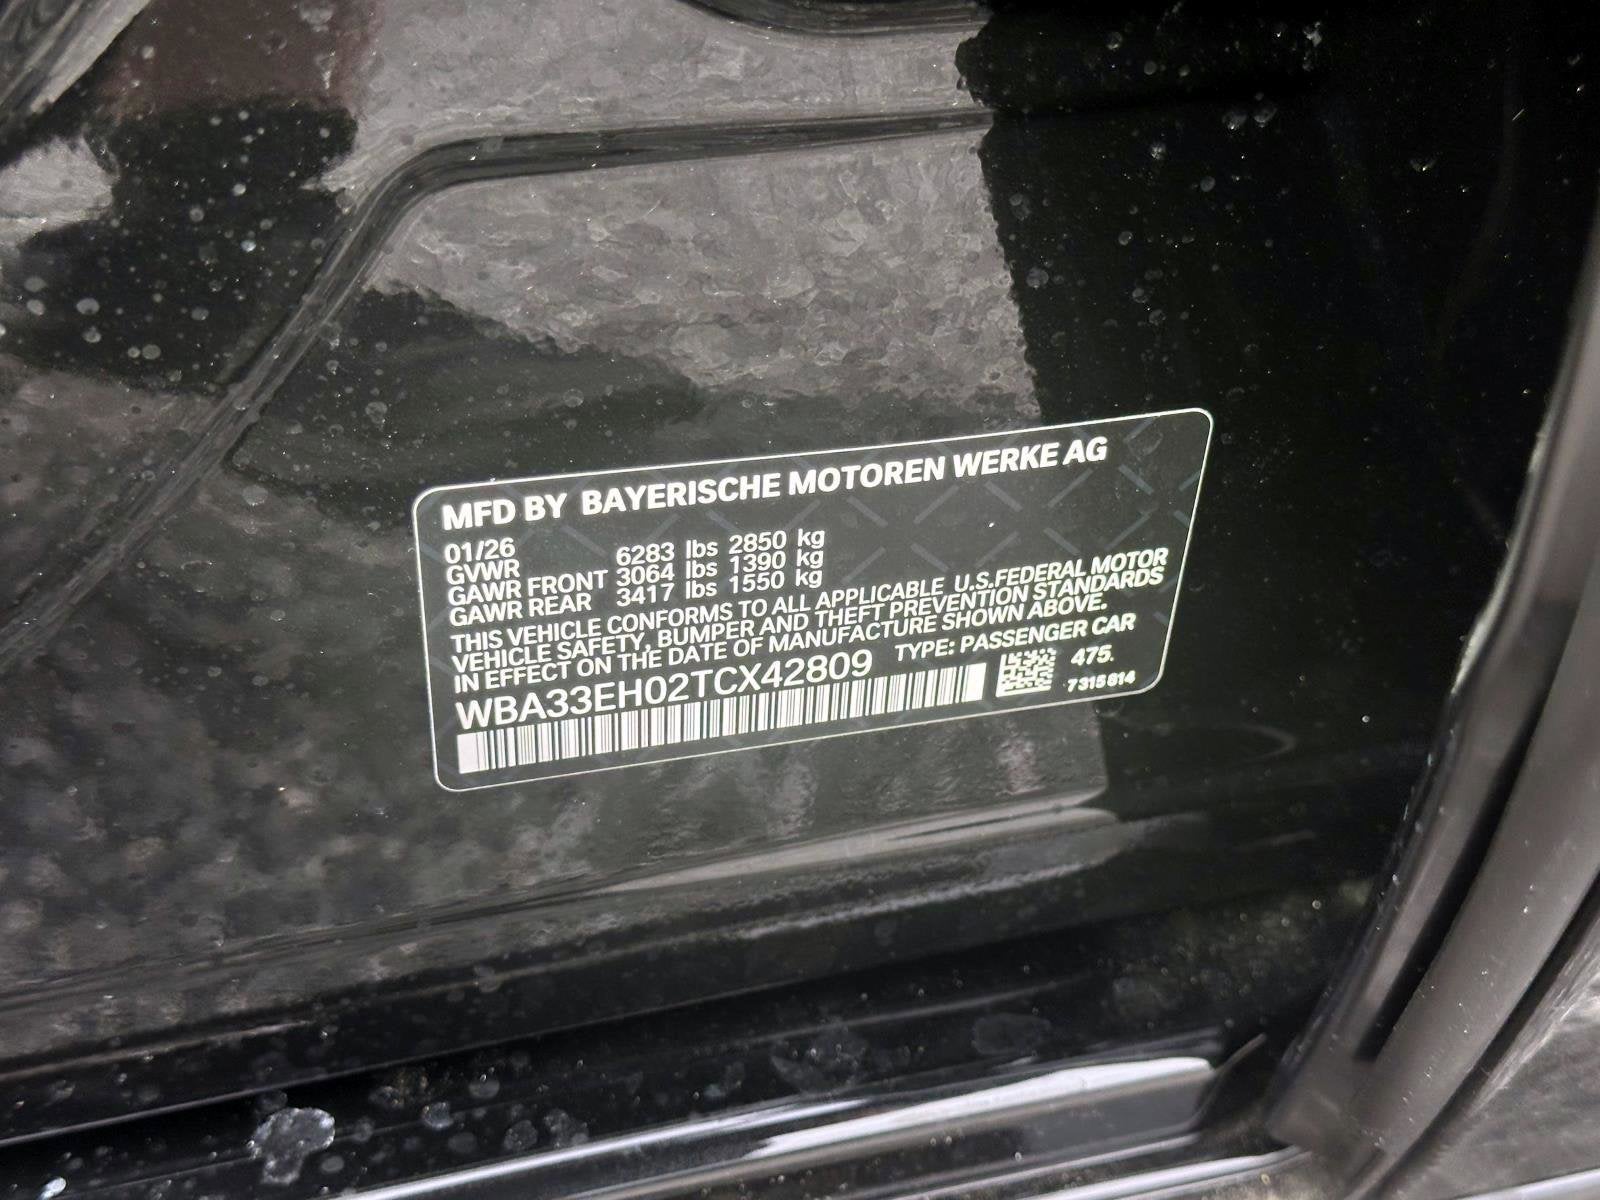 MFD BY BAYERISCHE MOTOREN WERKE AG
01/26
GVWR 6283 lbs 2850 kg
GAWR FRONT 3064 lbs 1390 kg
GAWR REAR 3417 lbs 1550 kg
THIS VEHICLE CONFORMS TO ALL APPLICABLE U.S.FEDERAL MOTOR
VEHICLE SAFETY, BUMPER AND THEFT PREVENTION STANDARDS
IN EFFECT ON THE DATE OF MANUFACTURE SHOWN ABOVE.
WBA33EH02TCX42809 TYPE: PASSENGER CAR
475.
7315814